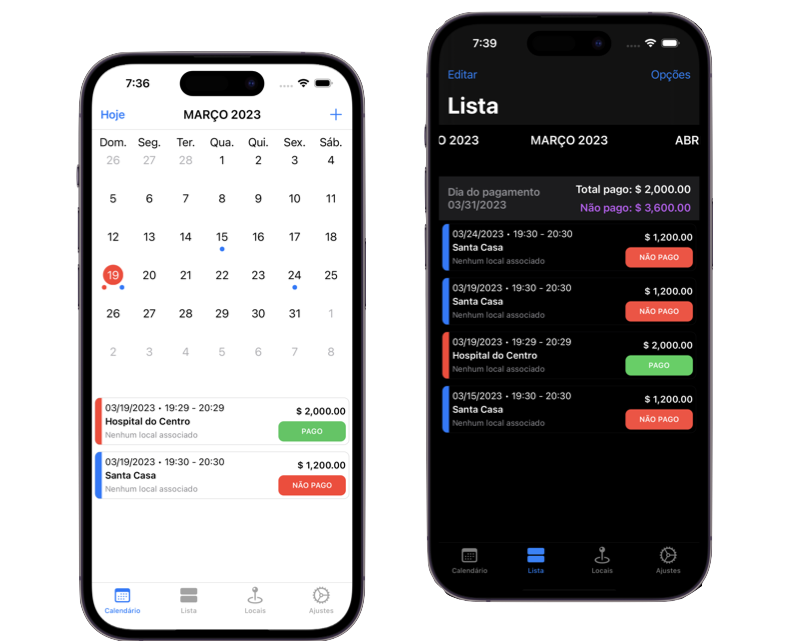 7:36
Hoje MARÇO 2023 +
Dom. Seg. Ter. Qua. Qui. Sex. Sáb.
26 27 28 1 2 3 4
5 6 7 8 9 10 11
12 13 14 15 16 17 18
19 20 21 22 23 24 25
26 27 28 29 30 31 1
2 3 4 5 6 7 8
03/19/2023 • 19:29 - 20:29
Hospital do Centro
Nenhum local associado
$ 2,000.00
PAGO
03/19/2023 • 19:30 - 20:30
Santa Casa
Nenhum local associado
$ 1,200.00
NÃO PAGO
Calendário Lista Locais Ajustes
7:39
Editar Opções
Lista
O 2023 MARÇO 2023 ABR
Dia do pagamento
03/31/2023
Total pago: $ 2,000.00
Não pago: $ 3,600.00
03/24/2023 • 19:30 - 20:30
Santa Casa
Nenhum local associado
$ 1,200.00
NÃO PAGO
03/19/2023 • 19:30 - 20:30
Santa Casa
Nenhum local associado
$ 1,200.00
NÃO PAGO
03/19/2023 • 19:29 - 20:29
Hospital do Centro
Nenhum local associado
$ 2,000.00
PAGO
03/15/2023 • 19:30 - 20:30
Santa Casa
Nenhum local associado
$ 1,200.00
NÃO PAGO
Calendário Lista Locais Ajustes